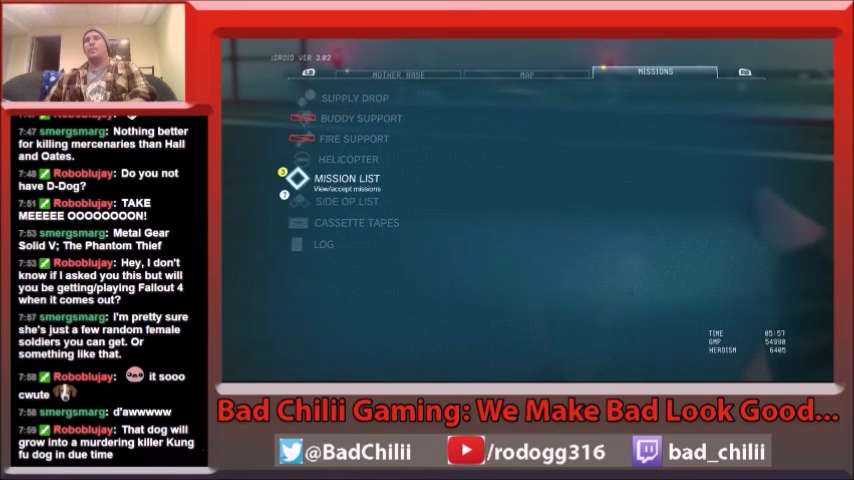 7:47 smergsmarg: Nothing better
for killing mercenaries than Hall
and Oates.
7:48 Roboblujay: Do you not
have D-Dog?
7:51 Roboblujay: TAKE
MEEEEE OOOOOOOON!
7:53 smergsmarg: Metal Gear
Solid V; The Phantom Thief
7:53 Roboblujay: Hey, I don't
know if I asked you this but will
you be getting/playing Fallout 4
when it comes out?
7:57 smergsmarg: I'm pretty sure
she's just a few random female
soldiers you can get. Or
something like that.
7:58 Roboblujay: it sooo
cwute
7:58 smergsmarg: d'awwwww
7:59 Roboblujay: That dog will
grow into a murdering killer Kung
fu dog in due time
iDROID VER 3.02
MOTHER BASE MAP MISSIONS
SUPPLY DROP
BUDDY SUPPORT
FIRE SUPPORT
HELICOPTER
3 MISSION LIST
View/accept missions
7 SIDE OP LIST
CASSETTE TAPES
LOG
TIME 05:57
GMP 54990
HEROISM 6405
Bad Chilii Gaming: We Make Bad Look Good...
@BadChilii /rodogg316 bad_chilii